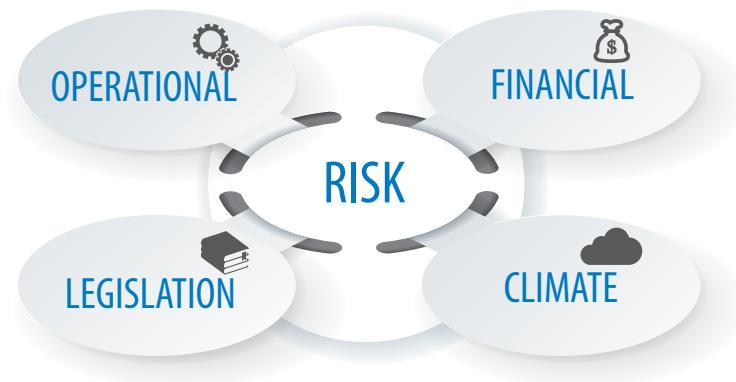 OPERATIONAL
FINANCIAL
$
RISK
LEGISLATION
CLIMATE